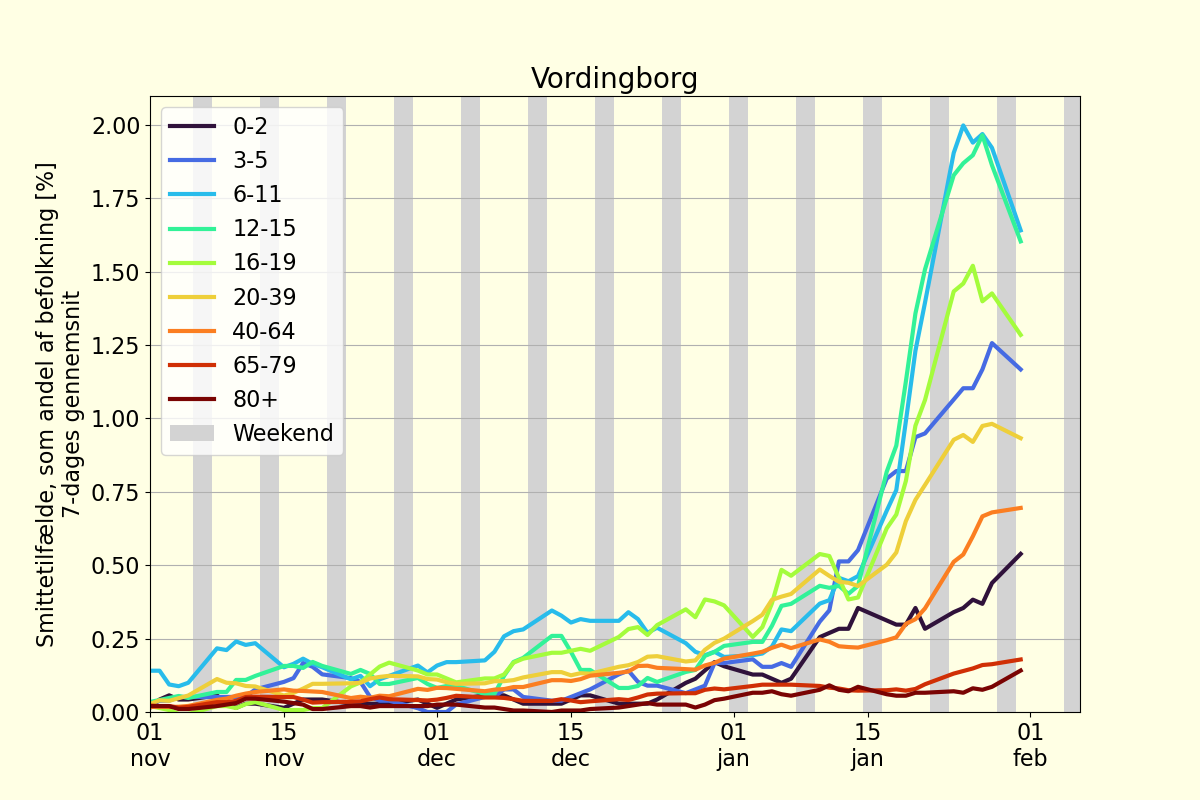 Vordingborg
Smittetilfælde, som andel af befolkning [%]
7-dages gennemsnit
2.00
1.75
1.50
1.25
1.00
0.75
0.50
0.25
0.00
0-2
3-5
6-11
12-15
16-19
20-39
40-64
65-79
80+
Weekend
01
nov
15
nov
01
dec
15
dec
01
jan
15
jan
01
feb